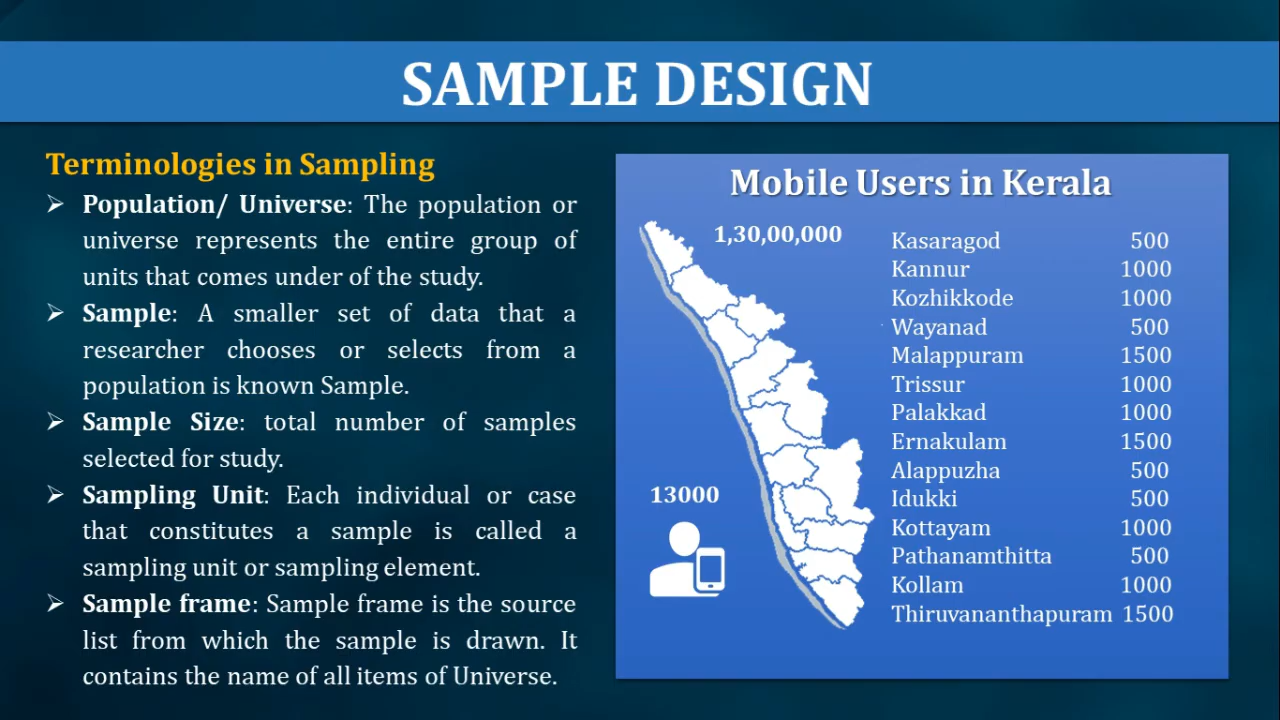 SAMPLE DESIGN
Terminologies in Sampling
➢ Population/ Universe: The population or
universe represents the entire group of
units that comes under of the study.
➢ Sample: A smaller set of data that a
researcher chooses or selects from a
population is known Sample.
➢ Sample Size: total number of samples
selected for study.
➢ Sampling Unit: Each individual or case
that constitutes a sample is called a
sampling unit or sampling element.
➢ Sample frame: Sample frame is the source
list from which the sample is drawn. It
contains the name of all items of Universe.
Mobile Users in Kerala
1,30,00,000
13000
Kasaragod 500
Kannur 1000
Kozhikkode 1000
Wayanad 500
Malappuram 1500
Trissur 1000
Palakkad 1000
Ernakulam 1500
Alappuzha 500
Idukki 500
Kottayam 1000
Pathanamthitta 500
Kollam 1000
Thiruvananthapuram 1500